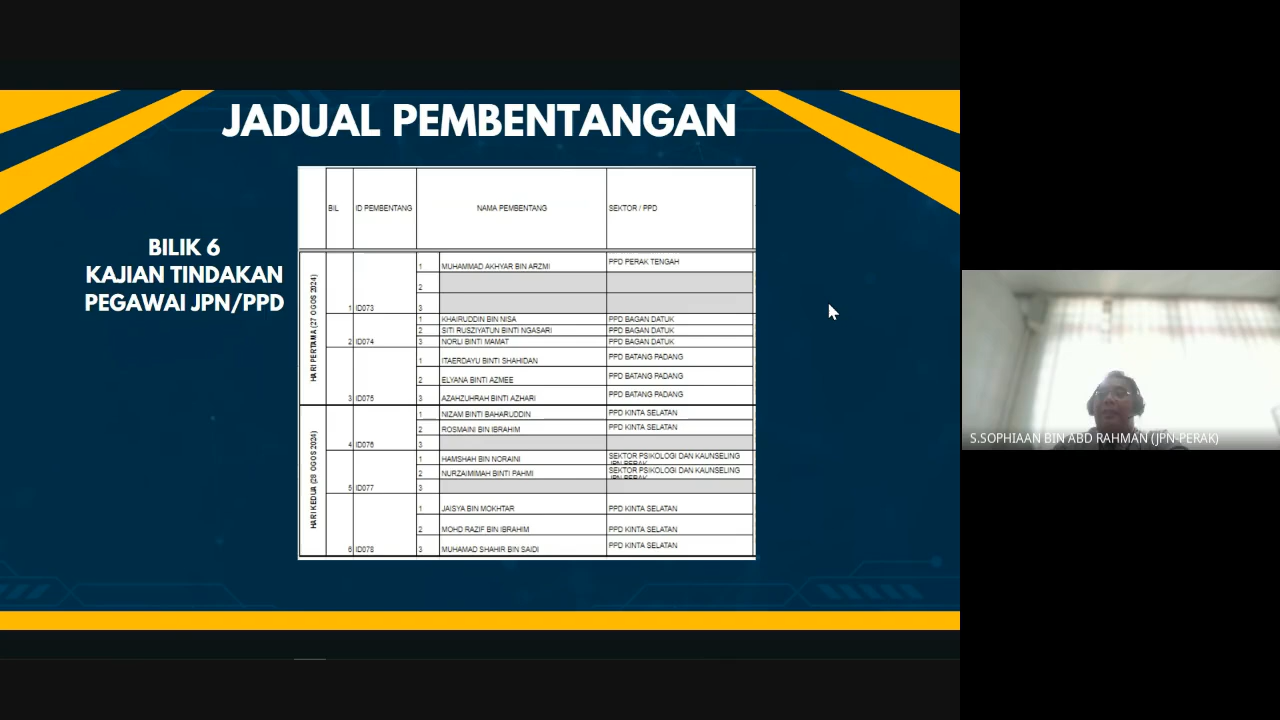 JADUAL PEMBENTANGAN
BILIK 6
KAJIAN TINDAKAN
PEGAWAI JPN/PPD
BIL ID PEMBENTANG NAMA PEMBENTANG SEKTOR / PPD
HARI PERTAMA (27 OGOS 2024)
1 MUHAMMAD AKHYAR BIN ARZMI PPD PERAK TENGAH
2
1 ID073 3
1 KHAIRUDDIN BIN NISA PPD BAGAN DATUK
2 SITI RUSZIYATUN BINTI NGASARI PPD BAGAN DATUK
2 ID074 3 NORLI BINTI MAMAT PPD BAGAN DATUK
1 ITAERDAYU BINTI SHAHIDAN PPD BATANG PADANG
2 ELYANA BINTI AZMEE PPD BATANG PADANG
3 ID075 3 AZAHZUHRAH BINTI AZHARI PPD BATANG PADANG
HARI KEDUA (28 OGOS 2024)
1 NIZAM BINTI BAHARUDDIN PPD KINTA SELATAN
2 ROSMAINI BIN IBRAHIM PPD KINTA SELATAN
4 ID076 3
1 HAMSHAH BIN NORAINI SEKTOR PSIKOLOGI DAN KAUNSELING
JPN PERAK
2 NURZAIMIMAH BINTI PAHMI SEKTOR PSIKOLOGI DAN KAUNSELING
JPN PERAK
5 ID077 3
1 JAISYA BIN MOKHTAR PPD KINTA SELATAN
2 MOHD RAZIF BIN IBRAHIM PPD KINTA SELATAN
6 ID078 3 MUHAMAD SHAHIR BIN SAIDI PPD KINTA SELATAN
S.SOPHIAAN BIN ABD RAHMAN (JPN-PERAK)